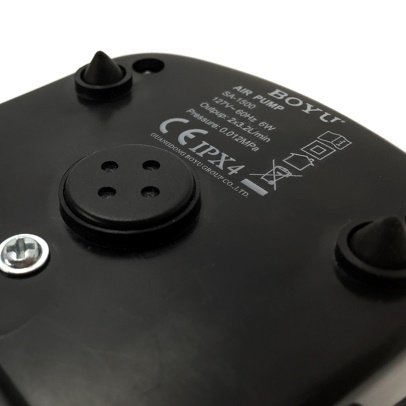 BOYU
AIR PUMP
SA-1500
127V~ 60Hz 6W
Output: 2x3.2L/min
Pressure: 0.012MPa
CE IPX4
GUANGDONG BOYU GROUP CO.,LTD.